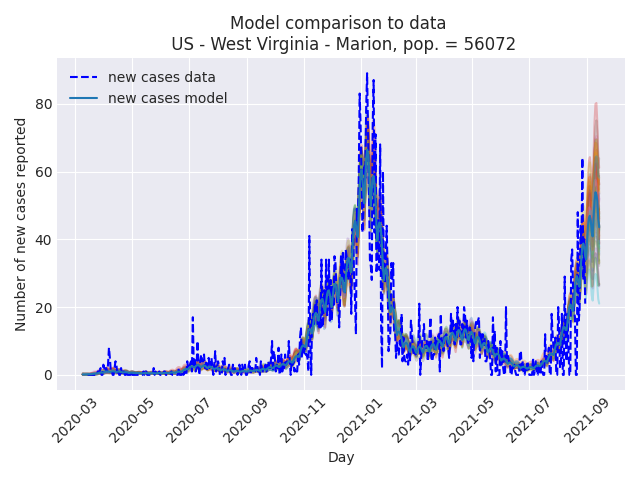 Model comparison to data
US - West Virginia - Marion, pop. = 56072
new cases data
new cases model
Number of new cases reported
80
60
40
20
0
2020-03
2020-05
2020-07
2020-09
2020-11
2021-01
2021-03
2021-05
2021-07
2021-09
Day